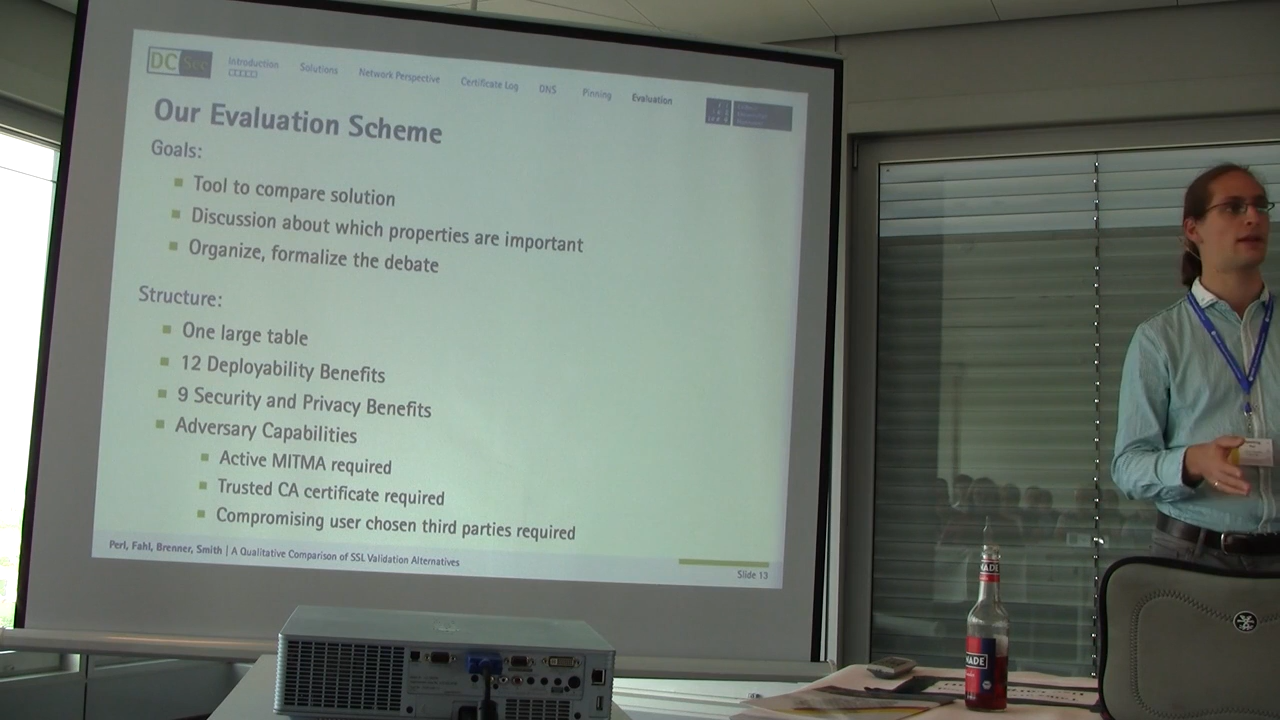 DC Sec
Introduction Solutions Network Perspective Certificate Log DNS Pinning Evaluation
Our Evaluation Scheme
Goals:
Tool to compare solution
Discussion about which properties are important
Organize, formalize the debate
Structure:
One large table
12 Deployability Benefits
9 Security and Privacy Benefits
Adversary Capabilities
Active MITMA required
Trusted CA certificate required
Compromising user chosen third parties required
Perl, Fahl, Brenner, Smith | A Qualitative Comparison of SSL Validation Alternatives
Slide 13
NADE
NADE